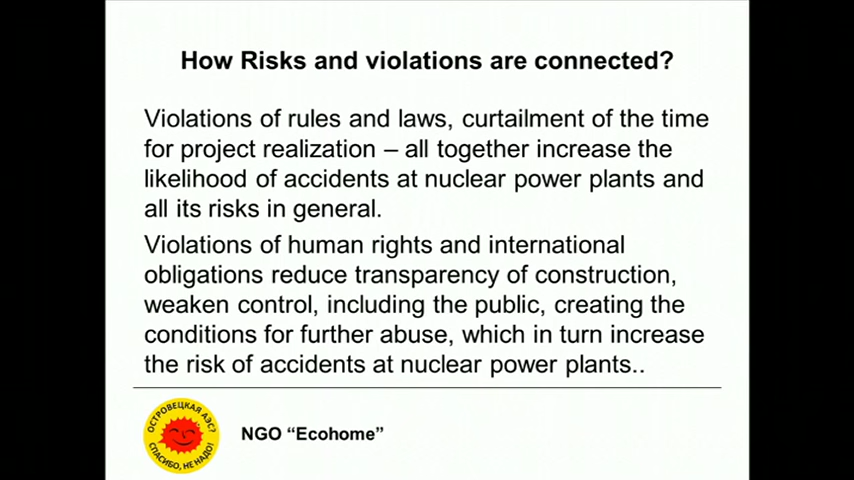 How Risks and violations are connected?
Violations of rules and laws, curtailment of the time
for project realization – all together increase the
likelihood of accidents at nuclear power plants and
all its risks in general.
Violations of human rights and international
obligations reduce transparency of construction,
weaken control, including the public, creating the
conditions for further abuse, which in turn increase
the risk of accidents at nuclear power plants..
ОСТРОВЕЦКАЯ АЭС?
СПАСИБО, НЕ НАДО!
NGO “Ecohome”